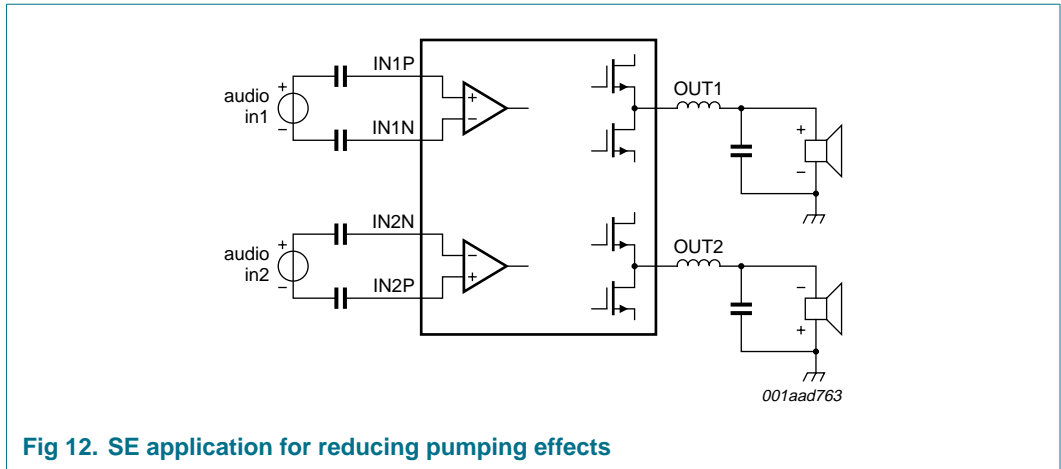 IN1P
audio
in1
+
−
IN1N
+
−
OUT1
+
−
IN2N
audio
in2
+
−
IN2P
−
+
OUT2
−
+
001aad763
Fig 12. SE application for reducing pumping effects